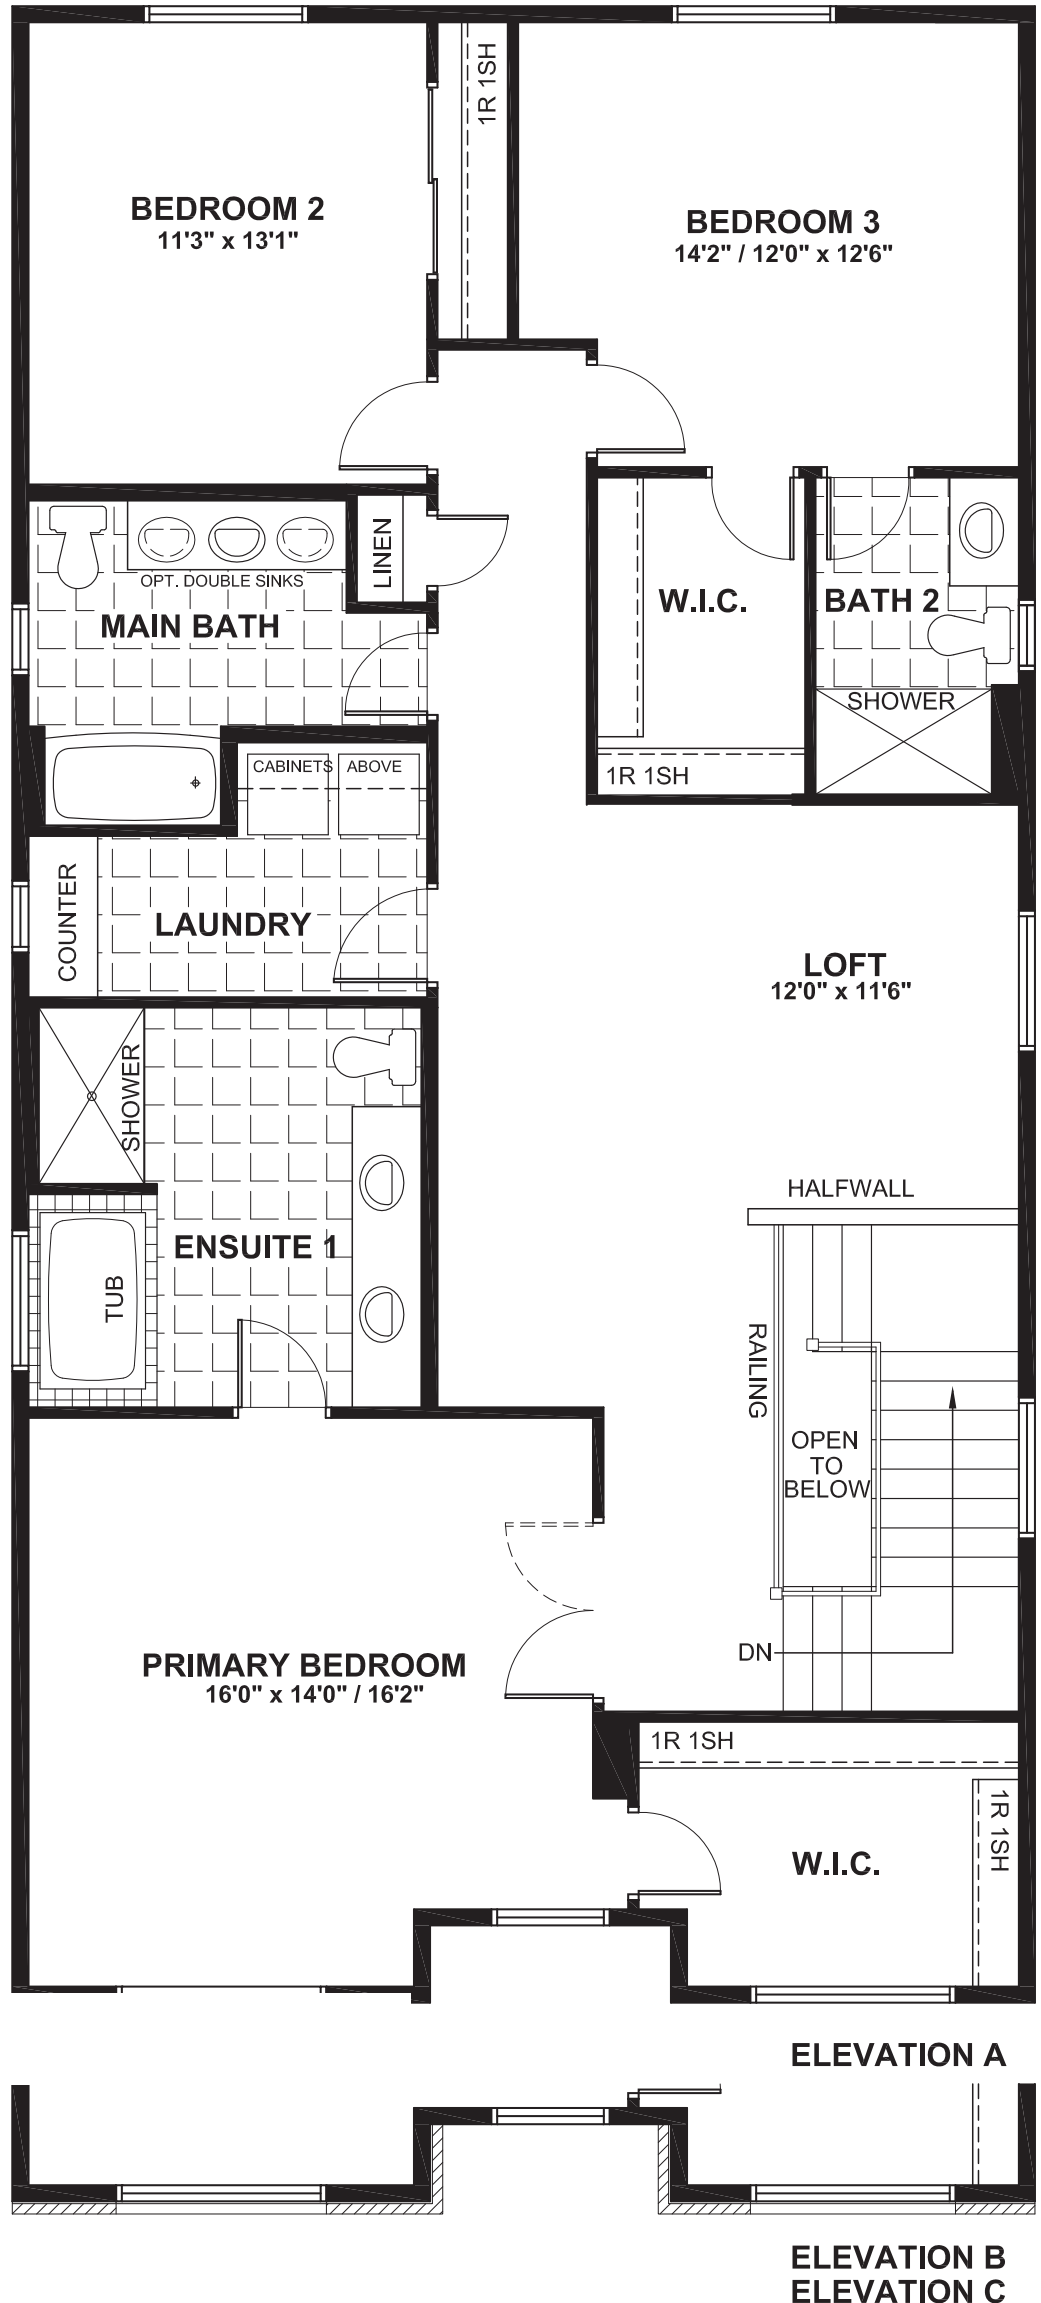 1R 1SH
BEDROOM 2
11'3" x 13'1"
BEDROOM 3
14'2" / 12'0" x 12'6"
LINEN
OPT. DOUBLE SINKS
MAIN BATH
W.I.C.
BATH 2
SHOWER
1R 1SH
CABINETS ABOVE
COUNTER
LAUNDRY
LOFT
12'0" x 11'6"
SHOWER
HALFWALL
ENSUITE 1
TUB
RAILING
OPEN
TO
BELOW
DN
PRIMARY BEDROOM
16'0" x 14'0" / 16'2"
1R 1SH
1R 1SH
W.I.C.
ELEVATION A
ELEVATION B
ELEVATION C